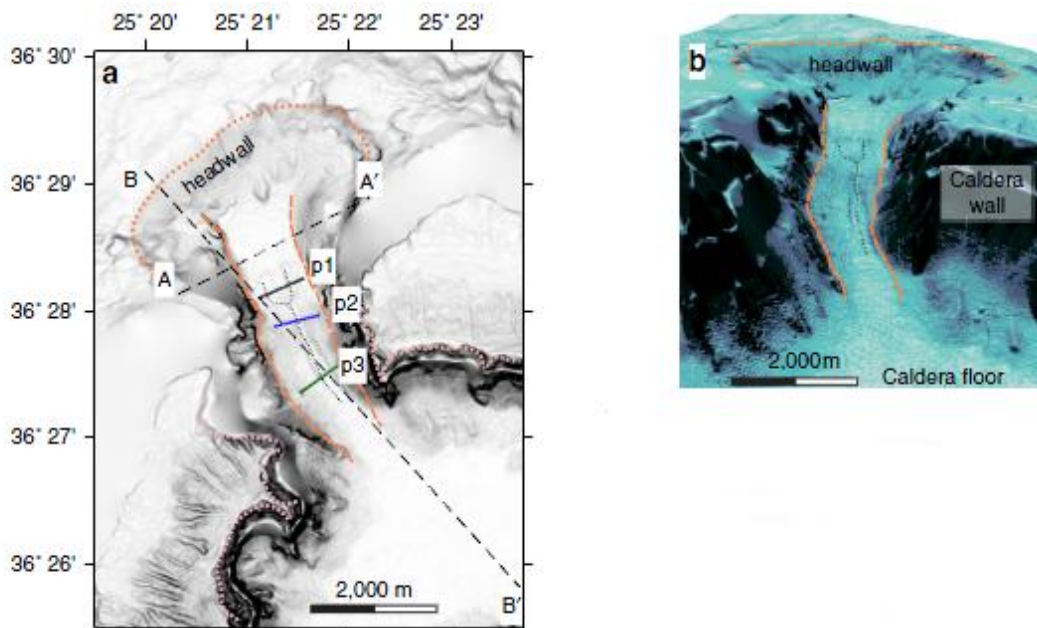 25° 20' 25° 21' 25° 22' 25° 23'
36° 30'
36° 29'
36° 28'
36° 27'
36° 26'
a
headwall
B
A′
A
p1
p2
p3
2,000 m
B′
b
headwall
Caldera
wall
2,000m
Caldera floor